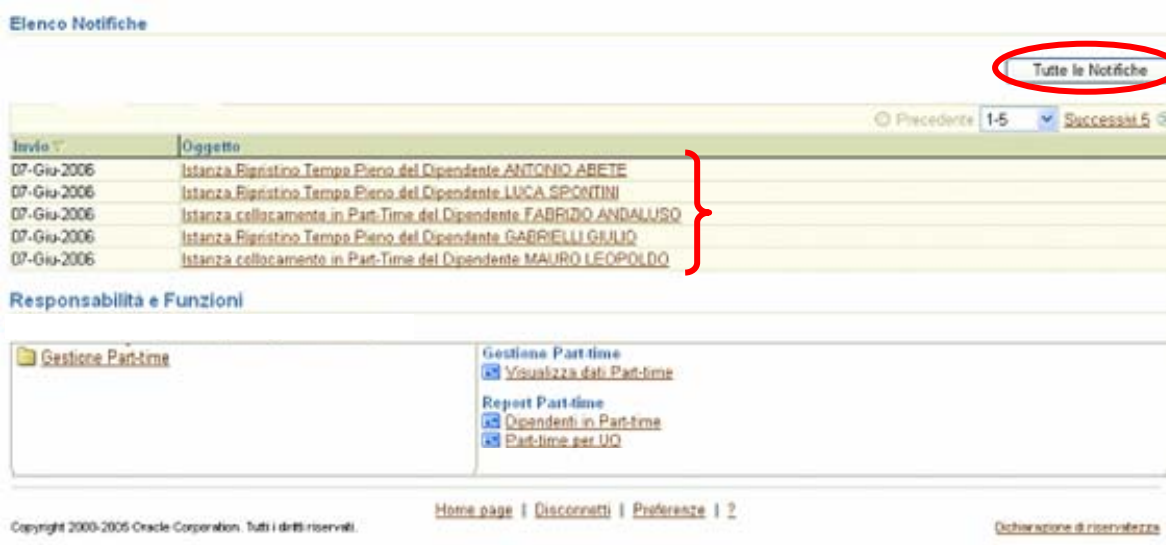 Elenco Notifiche
Tutte le Notifiche
Precedente 1-5 Successivi 5
Invio Oggetto
07-Giu-2006 Istanza Ripristino Tempo Pieno del Dipendente ANTONIO ABETE
07-Giu-2006 Istanza Ripristino Tempo Pieno del Dipendente LUCA SPONTINI
07-Giu-2006 Istanza collocamento in Part-Time del Dipendente FABRIZIO ANDALUSO
07-Giu-2006 Istanza Ripristino Tempo Pieno del Dipendente GABRIELLI GIULIO
07-Giu-2006 Istanza collocamento in Part-Time del Dipendente MAURO LEOPOLDO
Responsabilità e Funzioni
Gestione Part-time
Gestione Part-time
Visualizza dati Part-time
Report Part-time
Dipendenti in Part-time
Part-time per UO
Home page | Disconnetti | Preferenze | ?
Copyright 2000-2005 Oracle Corporation. Tutti i diritti riservati.
Dichiarazione di riservatezza